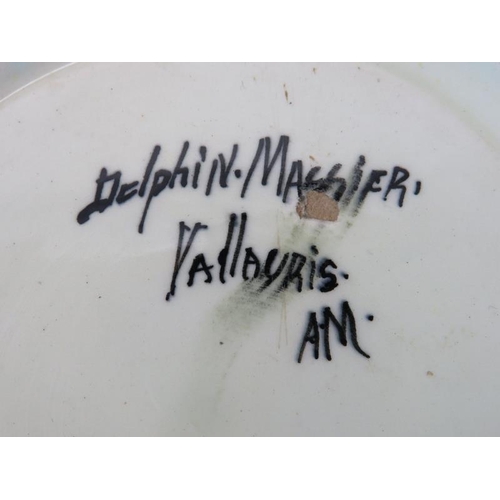 Delphin. Massier.
Vallauris.
AM.